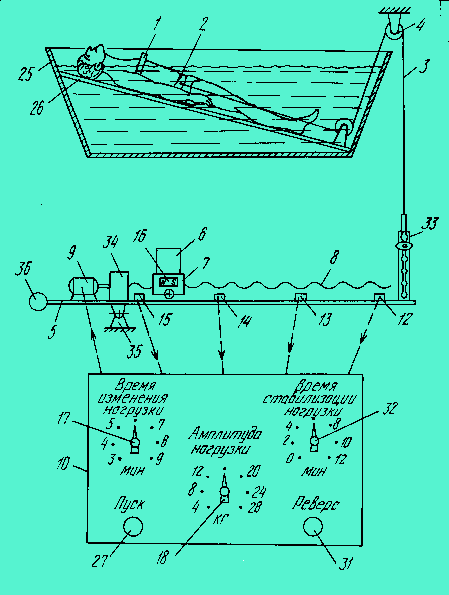 1 2 4
25
26
3
33
34 16 6
9 7 8
36
5 35 15 14 13 12
Время изменения нагрузки
Время стабилизации нагрузки
17 5 7
4 8
3 9
мин
Амплитуда нагрузки
12 20
8 24
4 28
кг
4 8 32
2 10
0 12
мин
10
Пуск
Реверс
27 18 31